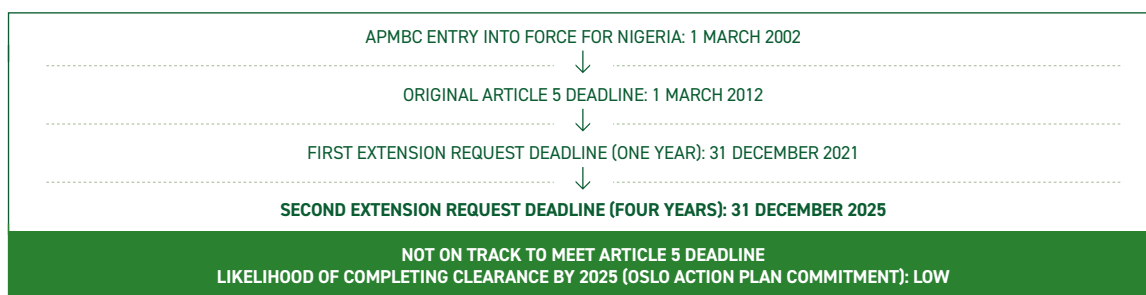 APMBC ENTRY INTO FORCE FOR NIGERIA: 1 MARCH 2002
ORIGINAL ARTICLE 5 DEADLINE: 1 MARCH 2012
FIRST EXTENSION REQUEST DEADLINE (ONE YEAR): 31 DECEMBER 2021
SECOND EXTENSION REQUEST DEADLINE (FOUR YEARS): 31 DECEMBER 2025
NOT ON TRACK TO MEET ARTICLE 5 DEADLINE
LIKELIHOOD OF COMPLETING CLEARANCE BY 2025 (OSLO ACTION PLAN COMMITMENT): LOW